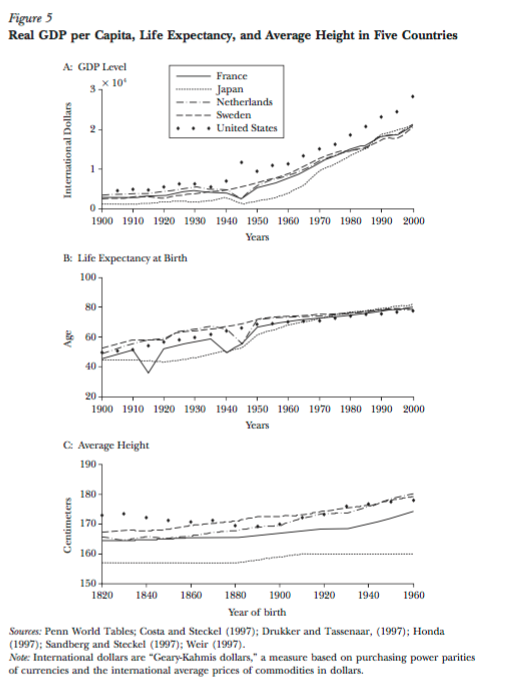 Figure 5
Real GDP per Capita, Life Expectancy, and Average Height in Five Countries
A: GDP Level
× 10⁴
France
Japan
Netherlands
Sweden
United States
International Dollars
3
2
1
0
1900 1910 1920 1930 1940 1950 1960 1970 1980 1990 2000
Years
B: Life Expectancy at Birth
Age
100
80
60
40
20
1900 1910 1920 1930 1940 1950 1960 1970 1980 1990 2000
Years
C: Average Height
Centimeters
190
180
170
160
150
1820 1840 1860 1880 1900 1920 1940 1960
Year of birth
Sources: Penn World Tables; Costa and Steckel (1997); Drukker and Tassenaar, (1997); Honda
(1997); Sandberg and Steckel (1997); Weir (1997).
Note: International dollars are “Geary-Kahmis dollars,” a measure based on purchasing power parities
of currencies and the international average prices of commodities in dollars.